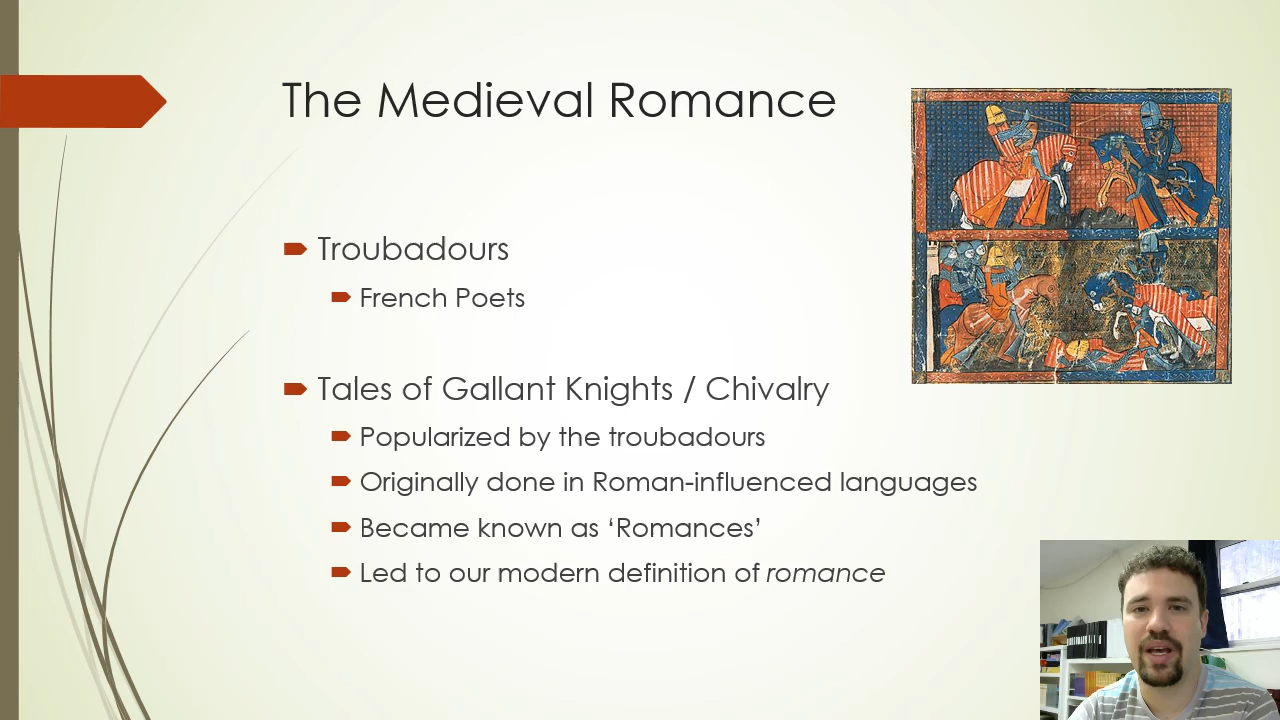 The Medieval Romance
Troubadours
French Poets
Tales of Gallant Knights / Chivalry
Popularized by the troubadours
Originally done in Roman-influenced languages
Became known as ‘Romances’
Led to our modern definition of romance